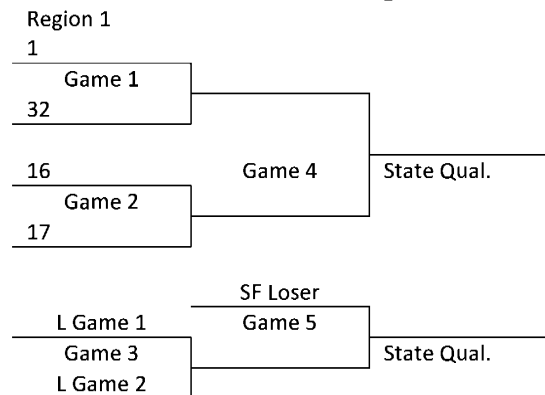 Region 1
1
Game 1
32
16
Game 4
State Qual.
Game 2
17
SF Loser
L Game 1
Game 5
Game 3
State Qual.
L Game 2